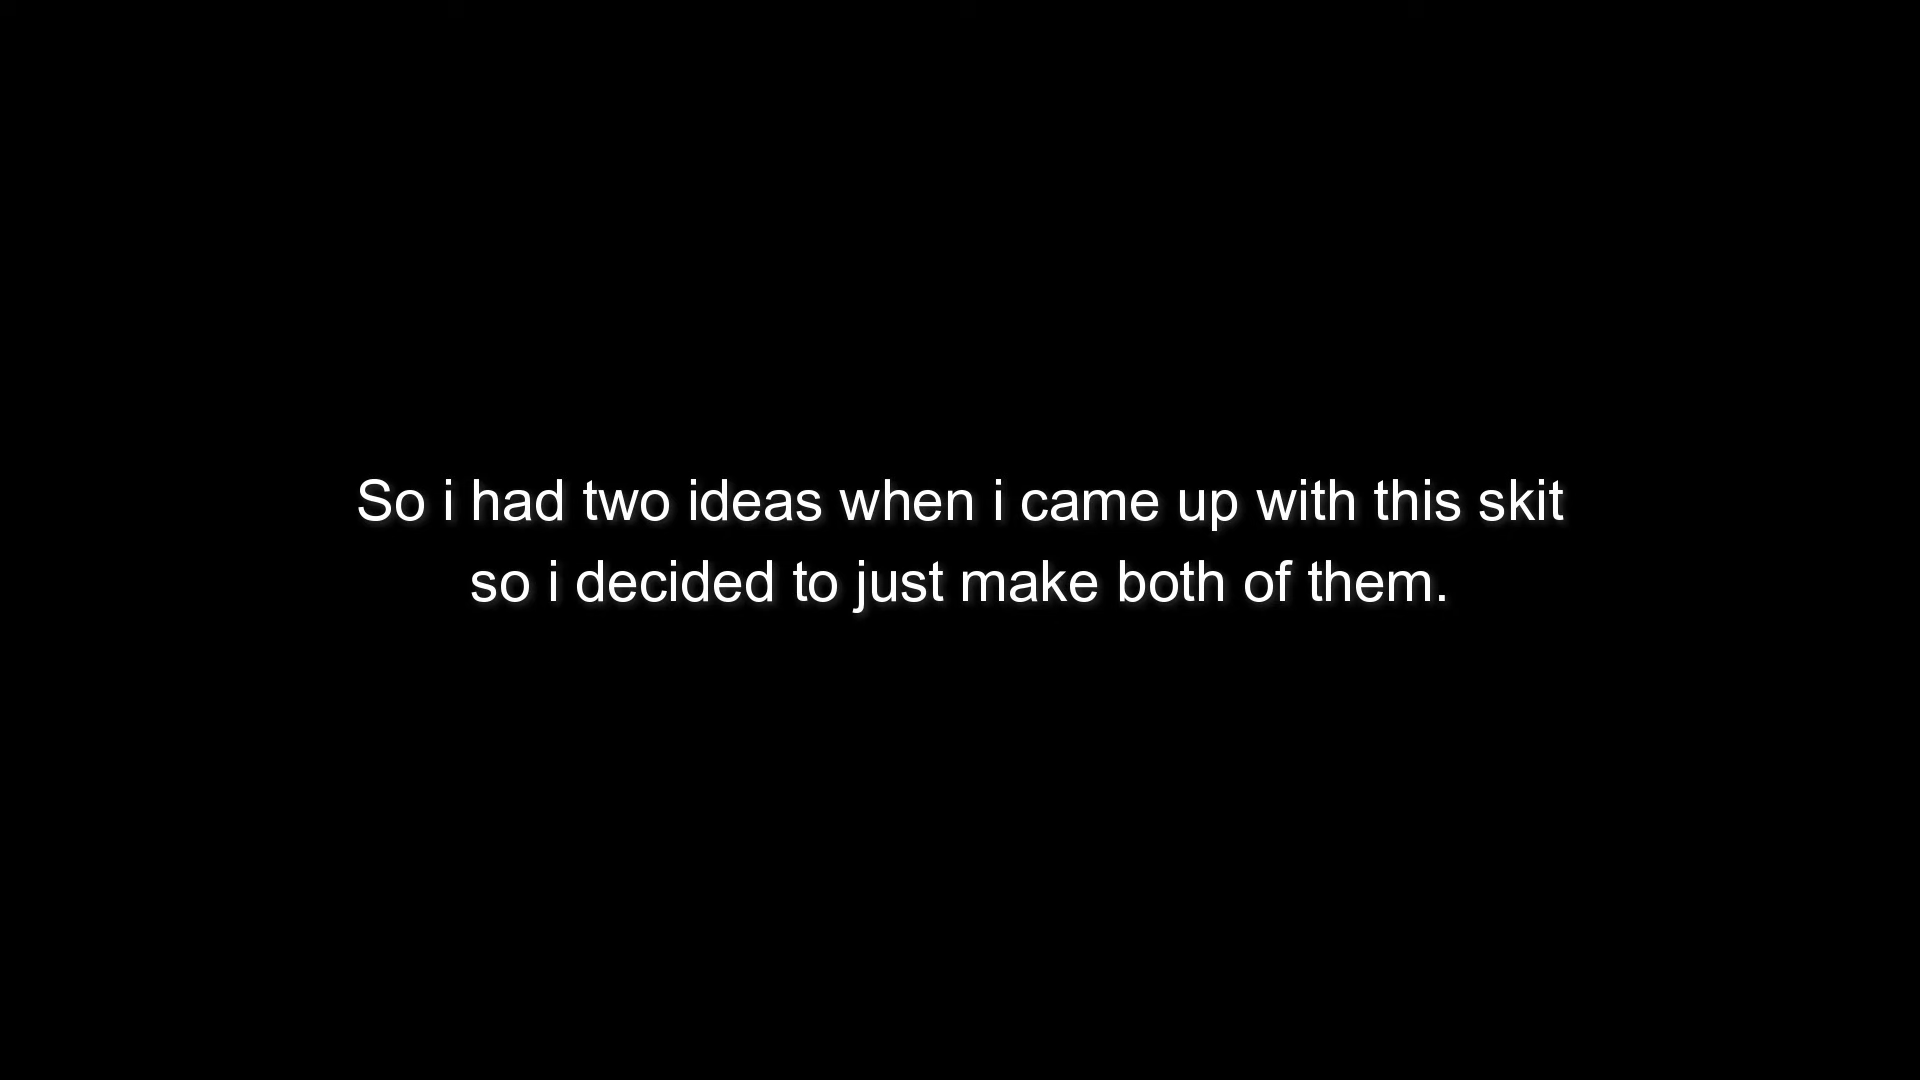 So i had two ideas when i came up with this skit
so i decided to just make both of them.